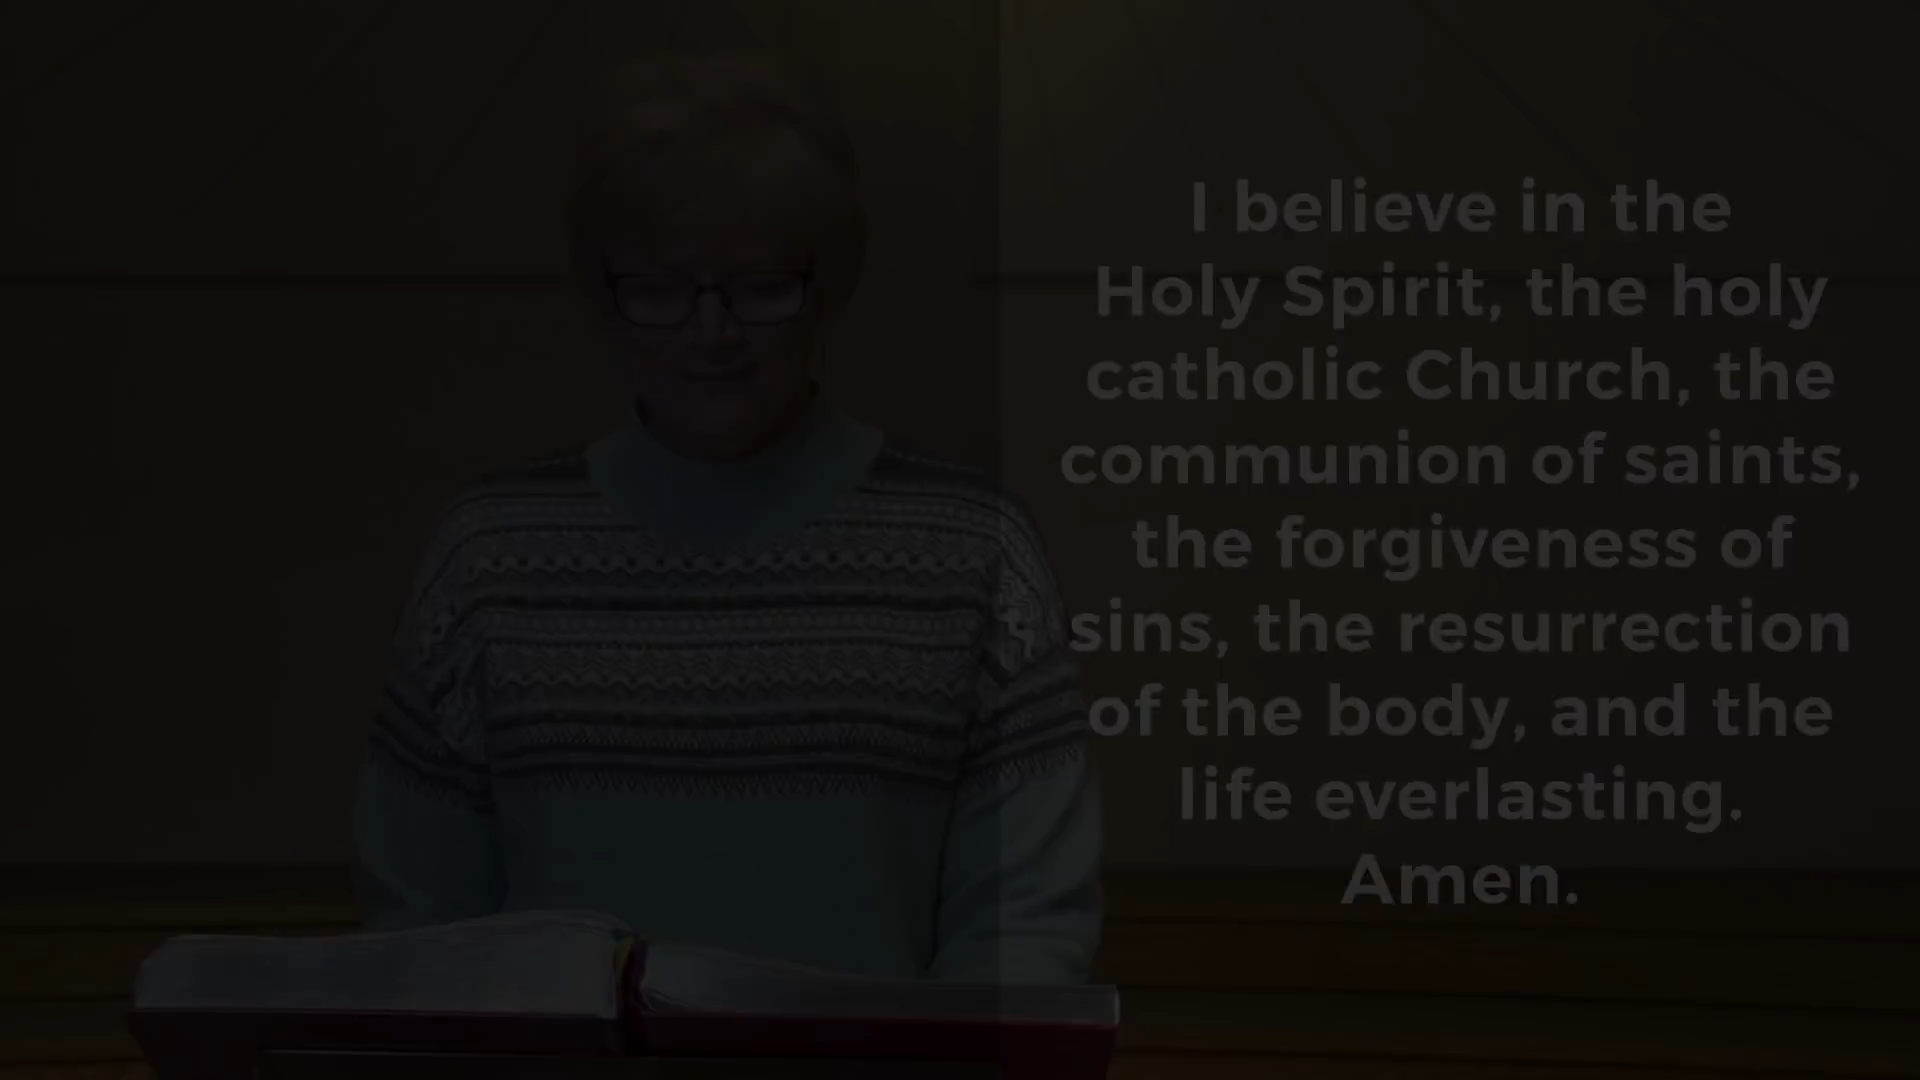 I believe in the
Holy Spirit, the holy
catholic Church, the
communion of saints,
the forgiveness of
sins, the resurrection
of the body, and the
life everlasting.
Amen.